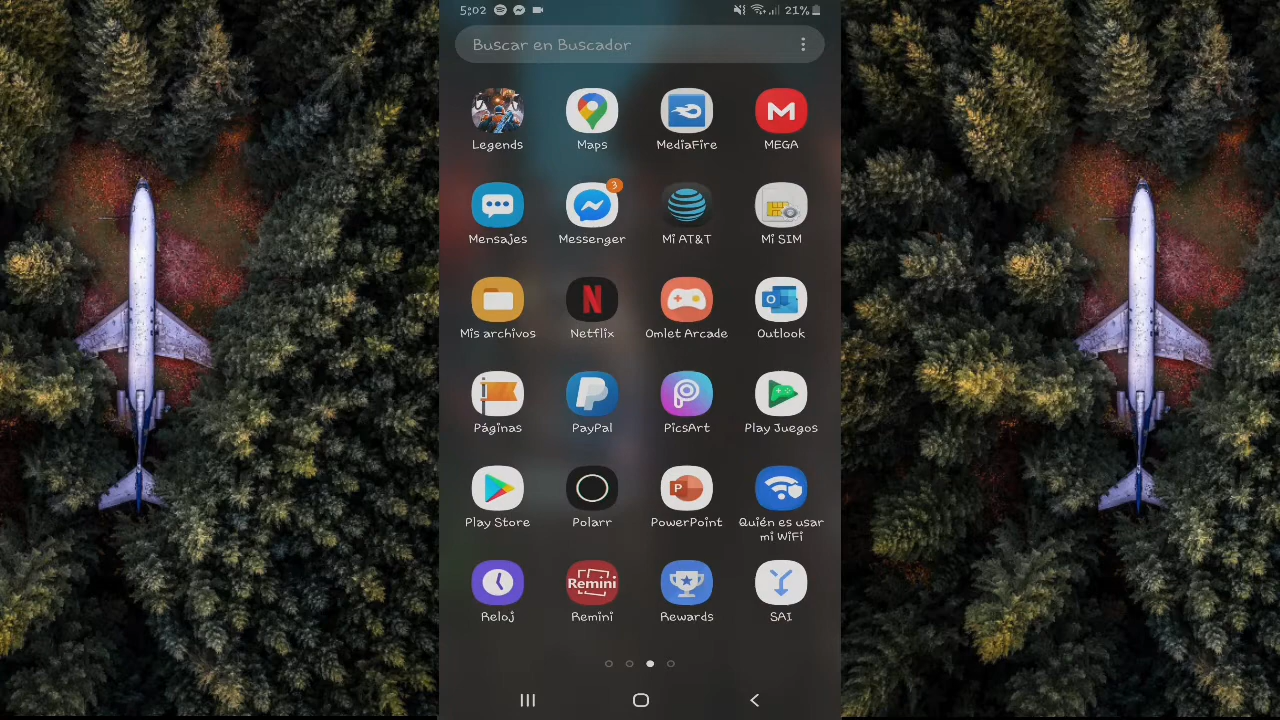 5:02 21%
Buscar en Buscador
Legends Maps MediaFire MEGA
3
Mensajes Messenger Mi AT&T Mi SIM
Mis archivos Netflix Omlet Arcade Outlook
Páginas PayPal PicsArt Play Juegos
Play Store Polarr PowerPoint Quién es usar
mi WiFi
Remini
Reloj Remini Rewards SAI